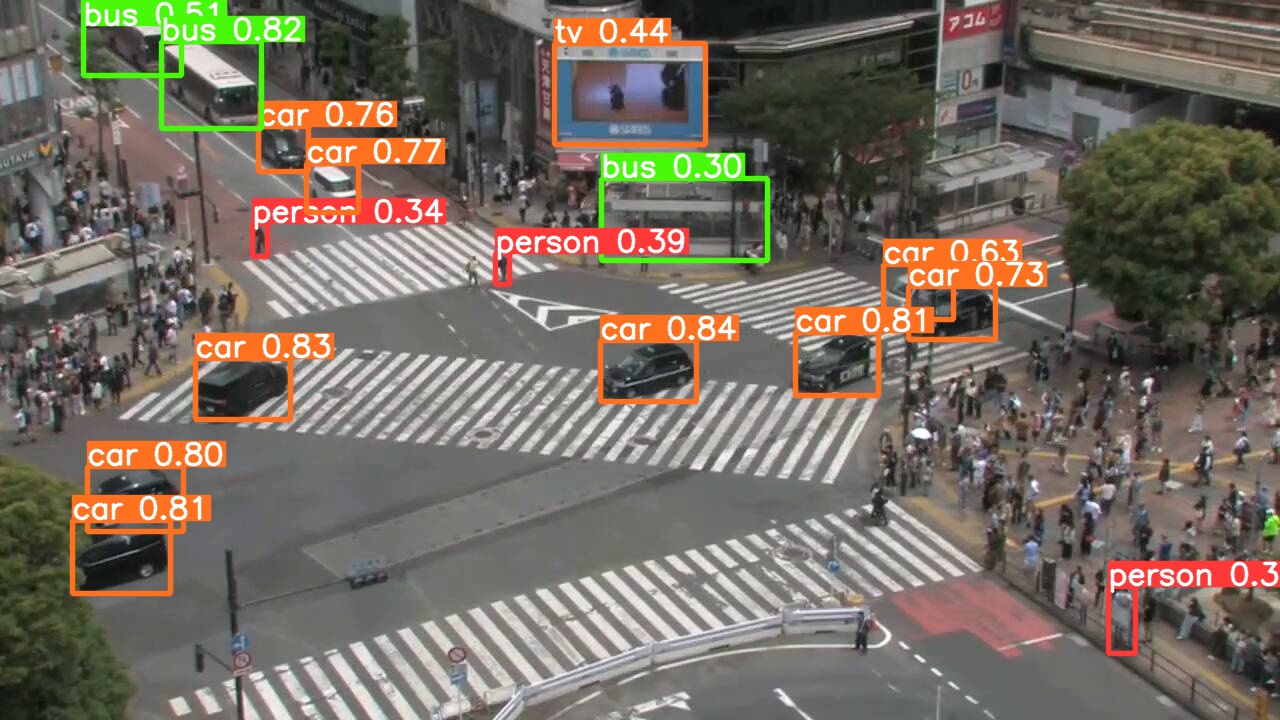 bus 0.51
bus 0.82
tv 0.44
アコム
car 0.76
car 0.77
bus 0.30
TSUTAYA
person 0.34
person 0.39
car 0.63
car 0.73
car 0.81
car 0.84
car 0.83
car 0.80
car 0.81
person 0.3